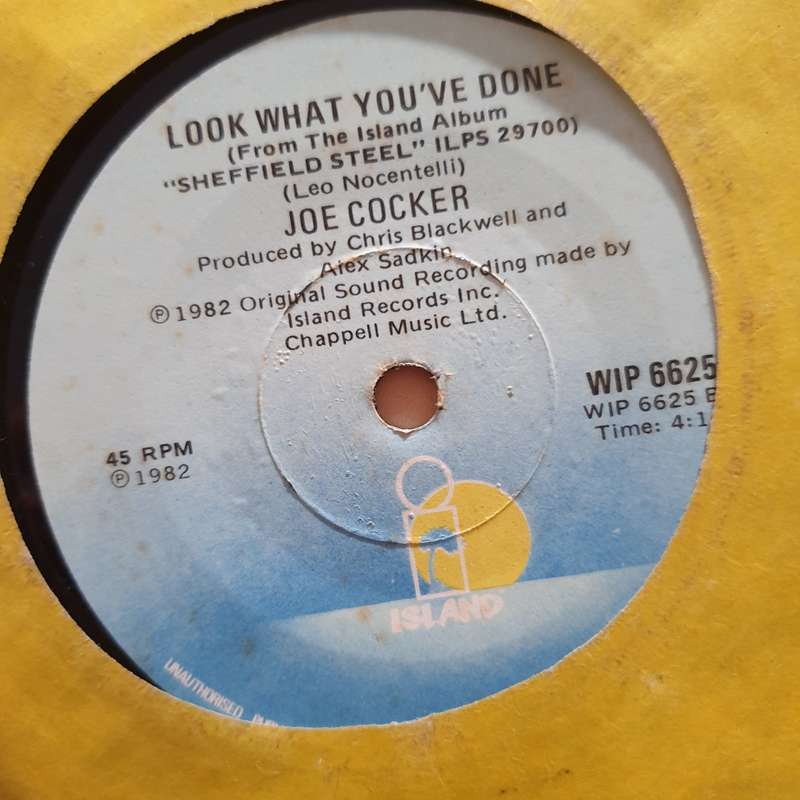 LOOK WHAT YOU'VE DONE
(From The Island Album
"SHEFFIELD STEEL" ILPS 29700)
(Leo Nocentelli)
JOE COCKER
Produced by Chris Blackwell and
Alex Sadkin
℗ 1982 Original Sound Recording made by
Island Records Inc.
Chappell Music Ltd.
WIP 6625
WIP 6625
Time: 4:1
45 RPM
℗ 1982
ISLAND
UNAUTHORISED